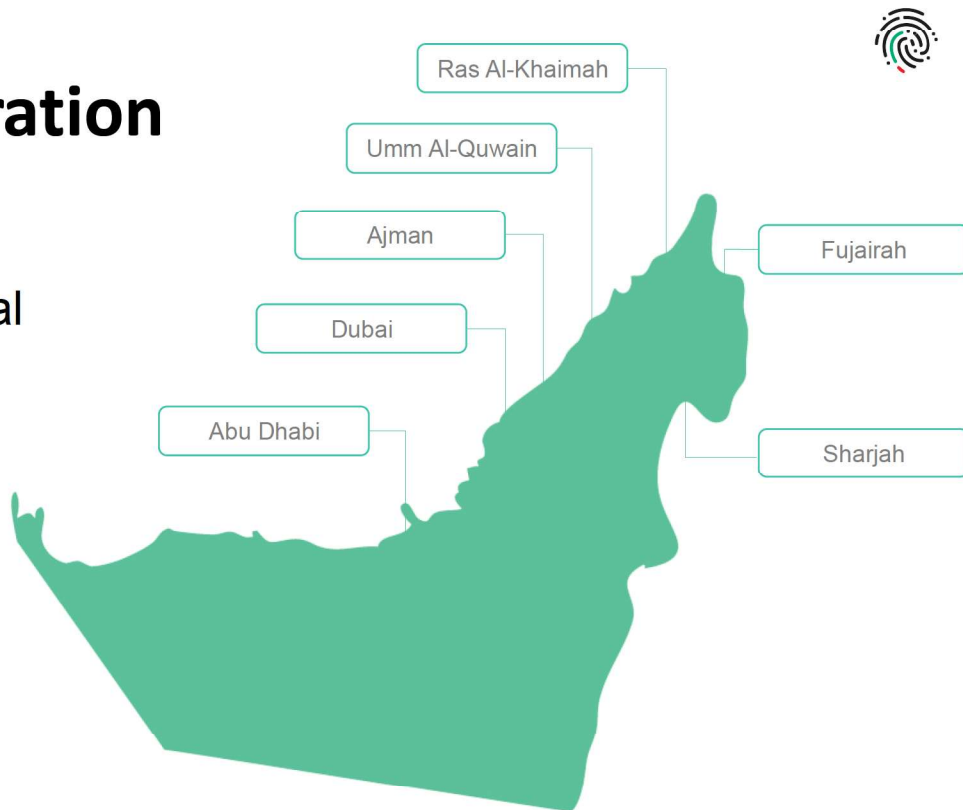 ration
al
Ras Al-Khaimah
Umm Al-Quwain
Ajman
Fujairah
Dubai
Abu Dhabi
Sharjah